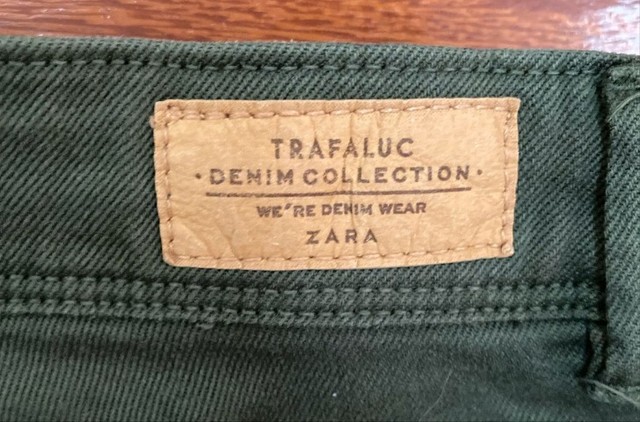 TRAFALUC
· DENIM COLLECTION ·
WE'RE DENIM WEAR
ZARA